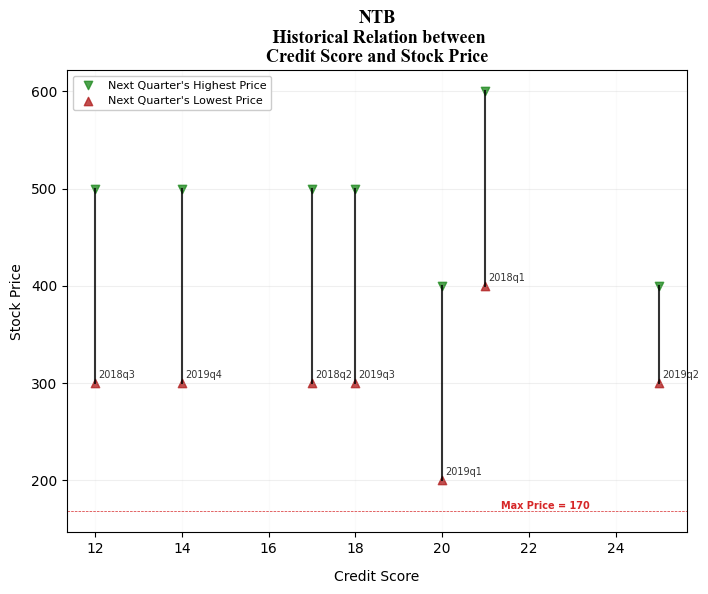 NTB
Historical Relation between
Credit Score and Stock Price
Next Quarter's Highest Price
Next Quarter's Lowest Price
600
500
400
300
200
Stock Price
2018q1
2018q3
2019q4
2018q2
2019q3
2019q2
2019q1
Max Price = 170
12
14
16
18
20
22
24
Credit Score